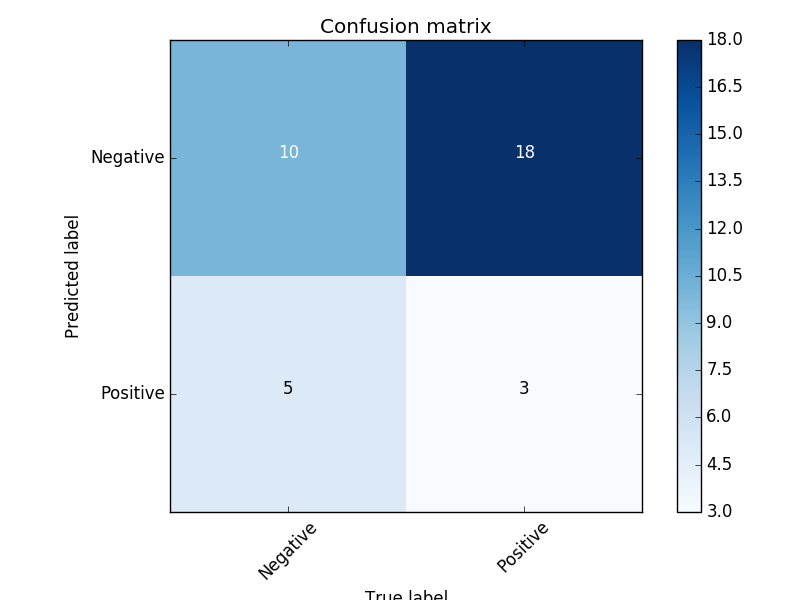 Confusion matrix
Negative
10
18
Positive
5
3
Predicted label
Negative
Positive
True label
18.0
16.5
15.0
13.5
12.0
10.5
9.0
7.5
6.0
4.5
3.0